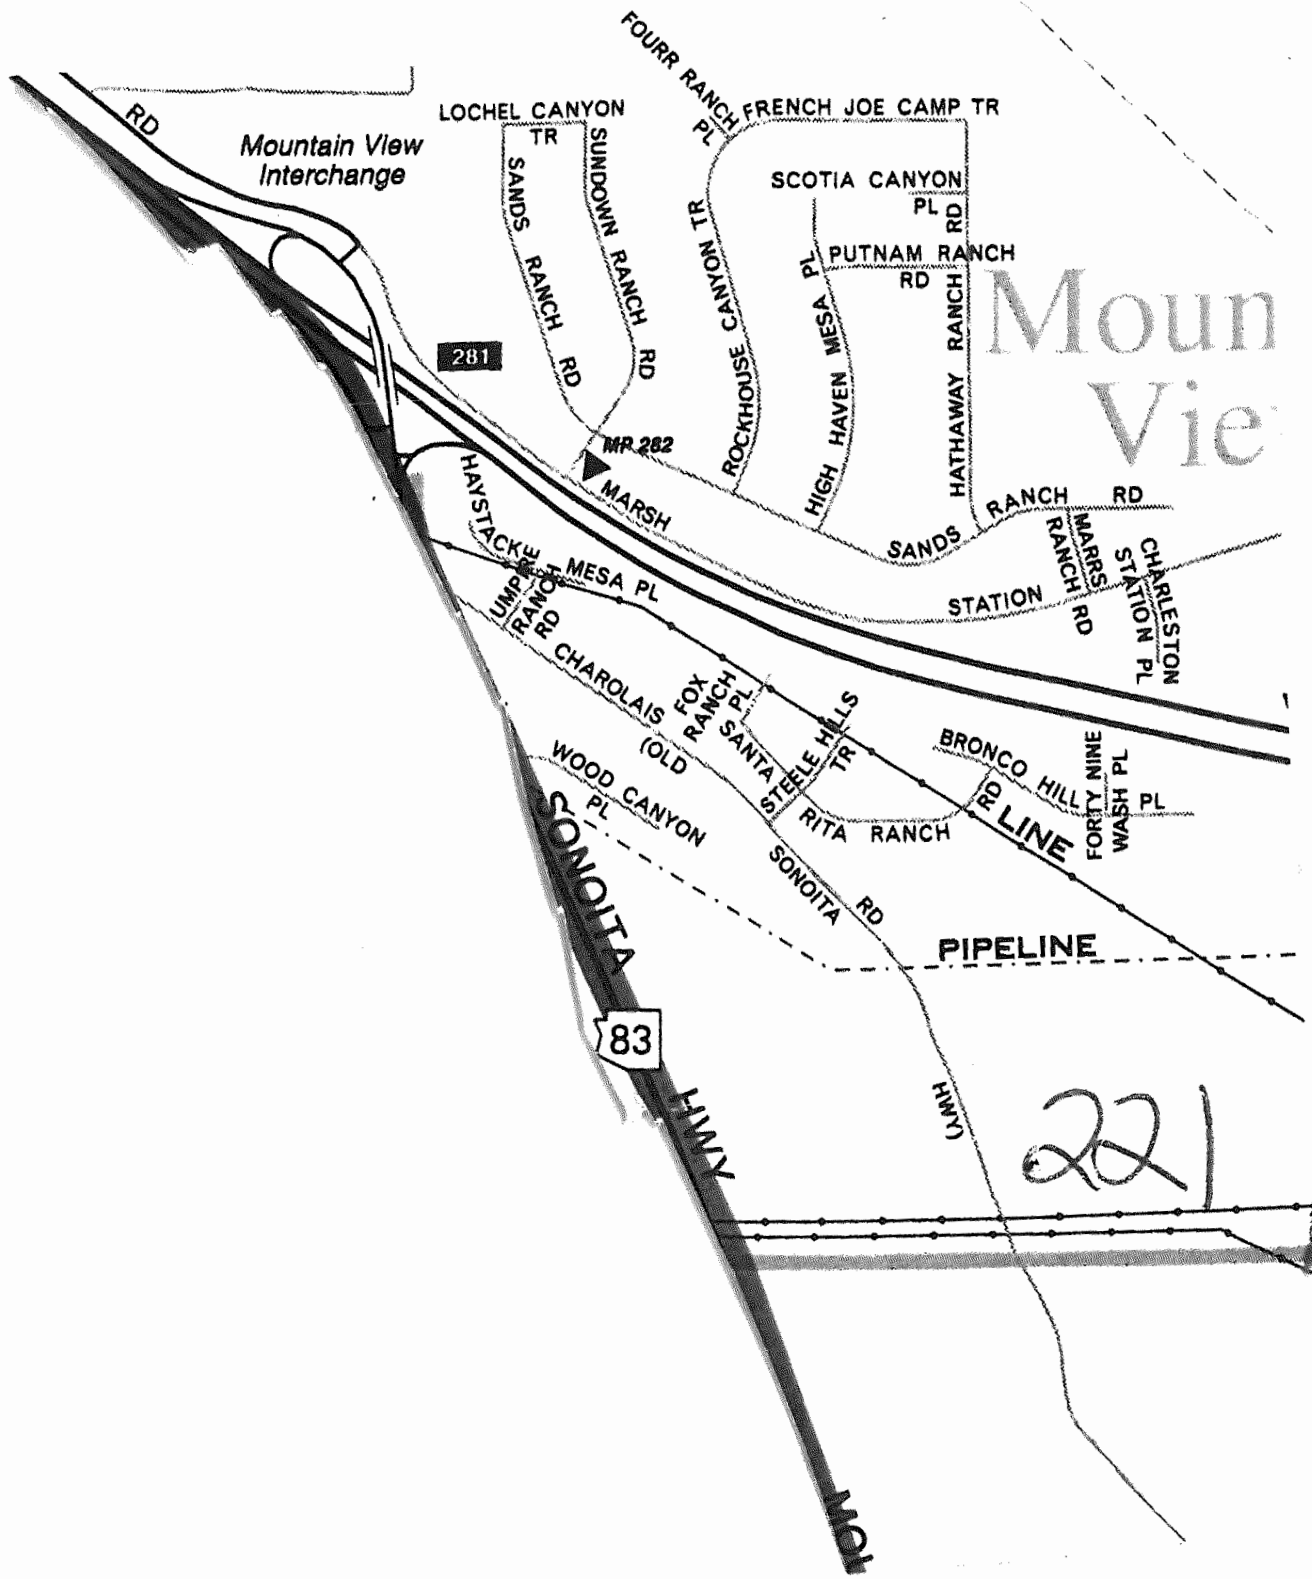 FOURR RANCH
PL
FRENCH JOE CAMP TR
RD
LOCHEL CANYON
TR
Mountain View
Interchange
SANDS RANCH RD
SUNDOWN RANCH RD
SCOTIA CANYON
PL
ROCKHOUSE CANYON TR
HIGH HAVEN MESA PL
PUTNAM RANCH
RD
HATHAWAY RANCH RD
Moun
Vie
281
MP 282
MARSH
STATION
SANDS RANCH RD
MARRS
RANCH RD
CHARLESTON
STATION PL
HAYSTACKE MESA PL
UMPIRE
RANCH
RD
CHAROLAIS
(OLD
SONOITA
HWY)
RD
FOX
RANCH
PL
SANTA RITA RANCH
RD
STEELE HILLS
TR
BRONCO HILL PL
FORTY NINE
WASH PL
LINE
WOOD CANYON
PL
PIPELINE
SONOITA
83
HWY
221